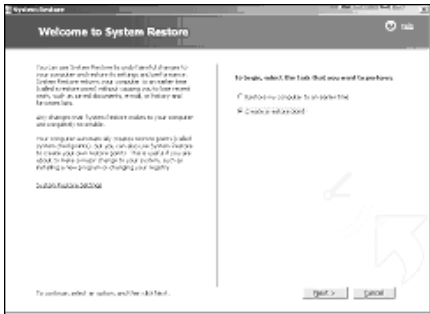 System Restore
Welcome to System Restore
Help
You can use System Restore to undo harmful changes to
your computer and restore its settings and performance.
System Restore returns your computer to an earlier time
(called a restore point) without causing you to lose recent
work, such as saved documents, e-mail, or history and
favorites lists.
Any changes that System Restore makes to your computer
are completely reversible.
Your computer automatically creates restore points (called
system checkpoints), but you can also use System Restore
to create your own restore points. This is useful if you are
about to make a major change to your system, such as
installing a new program or changing your registry.
System Restore Settings
To begin, select the task that you want to perform:
Restore my computer to an earlier time
Create a restore point
To continue, select an option, and then click Next.
Next >
Cancel